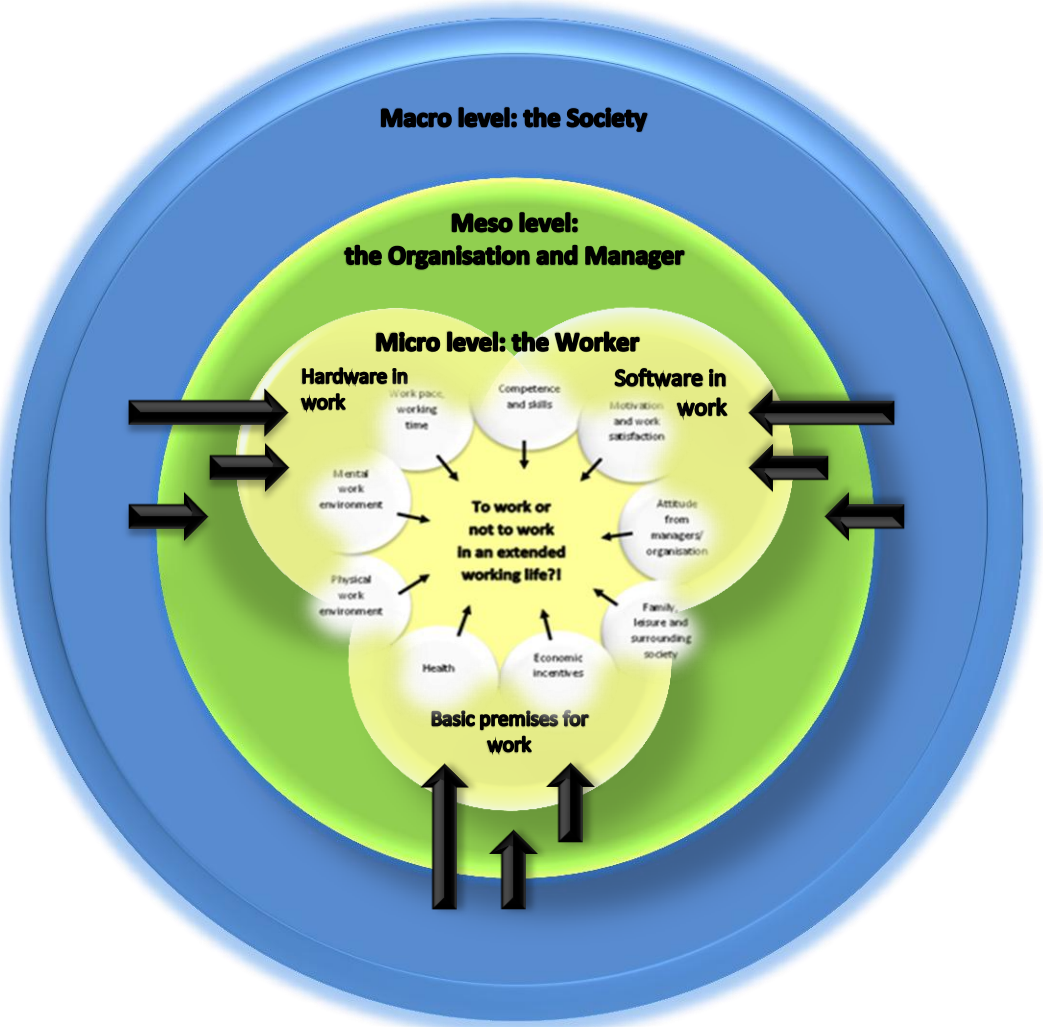 Macro level: the Society
Meso level:
the Organisation and Manager
Micro level: the Worker
Hardware in
work
Software in
work
Work pace,
working
time
Competence
and skills
Motivation
and work
satisfaction
Mental
work
environment
Attitude
from
managers/
organisation
To work or
not to work
in an extended
working life?!
Physical
work
environment
Family,
leisure and
surrounding
society
Health
Economic
incentives
Basic premises for
work